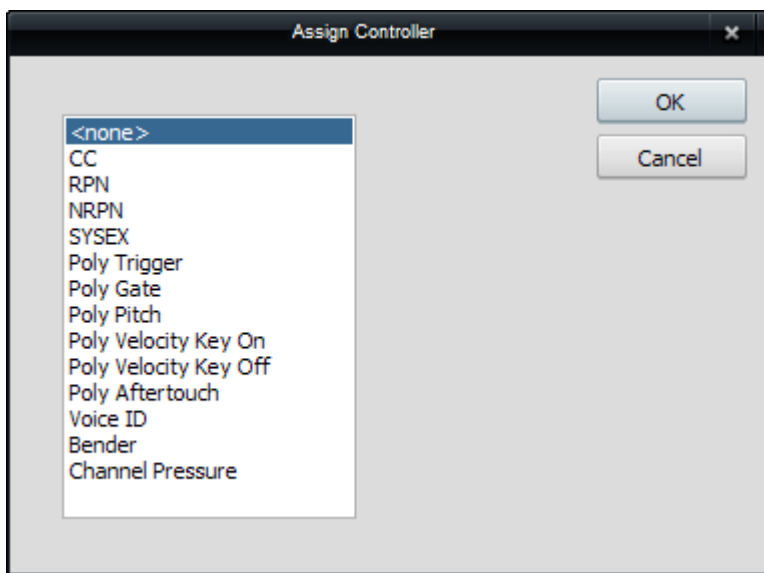 Assign Controller
OK
Cancel
<none>
CC
RPN
NRPN
SYSEX
Poly Trigger
Poly Gate
Poly Pitch
Poly Velocity Key On
Poly Velocity Key Off
Poly Aftertouch
Voice ID
Bender
Channel Pressure